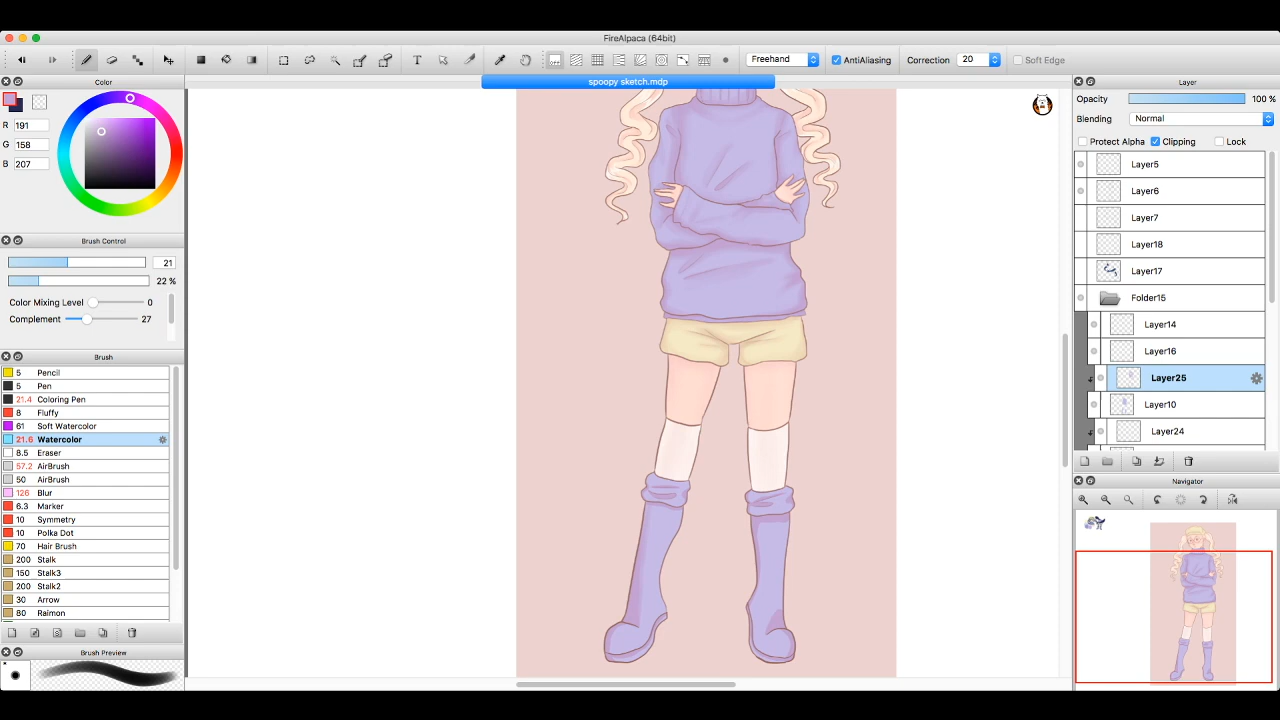 FireAlpaca (64bit)
T
Freehand
AntiAliasing
Correction
20
Soft Edge
spoopy sketch.mdp
Color
R 191
G 158
B 207
Brush Control
21
22 %
Color Mixing Level 0
Complement 27
Brush
5 Pencil
5 Pen
21.4 Coloring Pen
8 Fluffy
61 Soft Watercolor
21.6 Watercolor
8.5 Eraser
57.2 AirBrush
50 AirBrush
126 Blur
6.3 Marker
10 Symmetry
10 Polka Dot
70 Hair Brush
200 Stalk
150 Stalk3
200 Stalk2
30 Arrow
80 Raimon
Brush Preview
Layer
Opacity 100 %
Blending Normal
Protect Alpha Clipping Lock
Layer5
Layer6
Layer7
Layer18
Layer17
Folder15
Layer14
Layer16
Layer25
Layer10
Layer24
Navigator